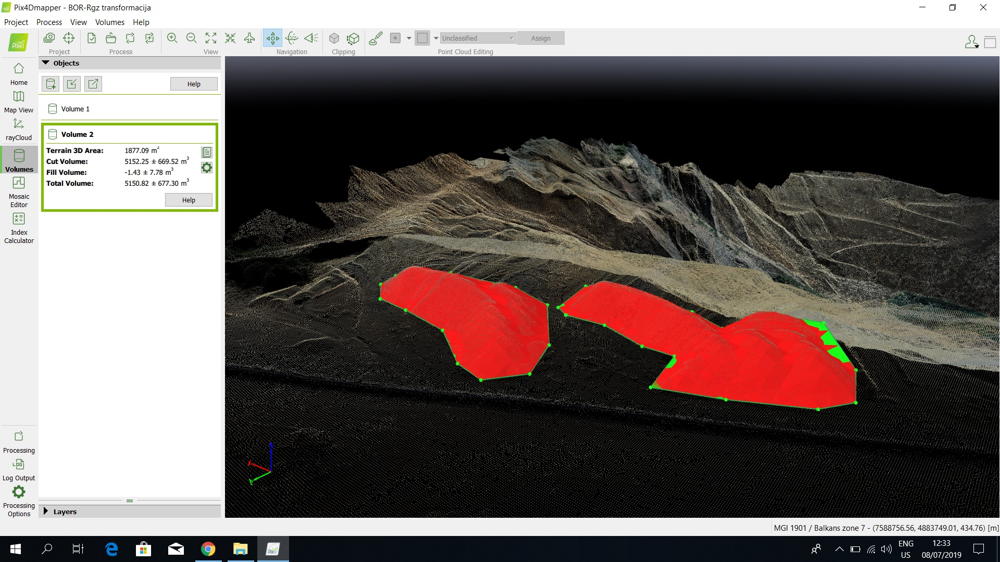 Pix4Dmapper - BOR-Rgz transformacija
Project Process View Volumes Help
PIX4D
Project
Process
View
Navigation
Clipping
Point Cloud Editing
Unclassified
Assign
Home
Map View
rayCloud
Volumes
Mosaic
Editor
Index
Calculator
Processing
LOG
Log Output
Processing
Options
Objects
Help
Volume 1
Volume 2
Terrain 3D Area: 1877.09 m²
Cut Volume: 5152.25 ± 669.52 m³
Fill Volume: -1.43 ± 7.78 m³
Total Volume: 5150.82 ± 677.30 m³
Help
Layers
MGI 1901 / Balkans zone 7 - (7588756.56, 4883749.01, 434.76) [m]
ENG
US
12:33
08/07/2019